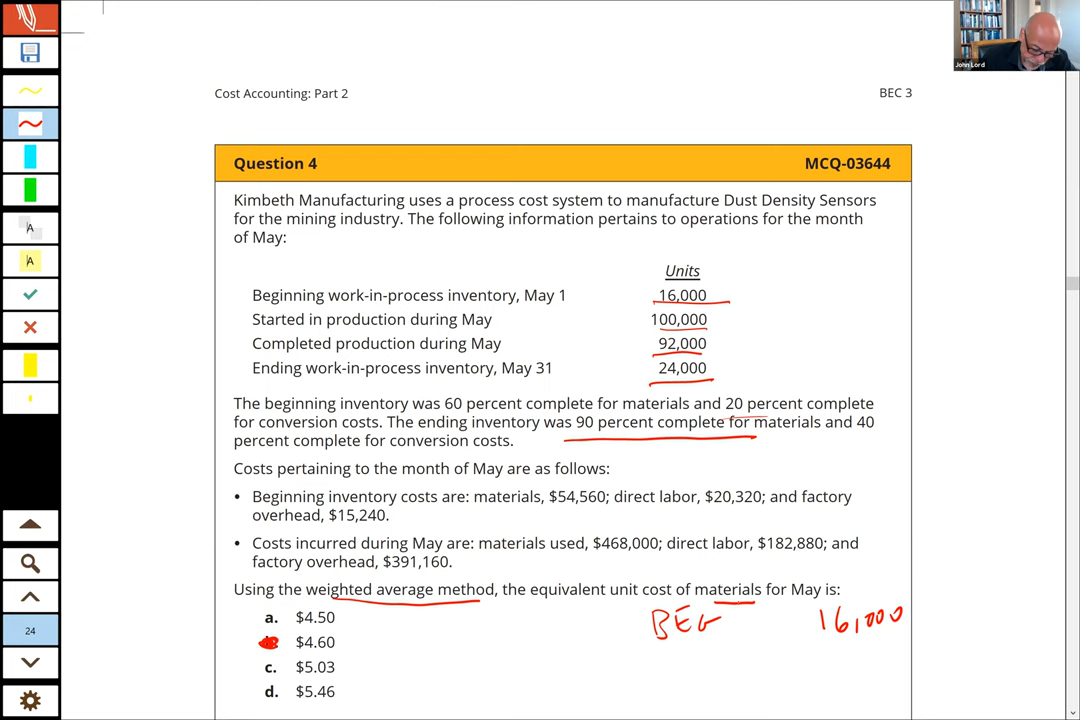 John Lord
Cost Accounting: Part 2 BEC 3
Question 4 MCQ-03644
Kimbeth Manufacturing uses a process cost system to manufacture Dust Density Sensors
for the mining industry. The following information pertains to operations for the month
of May:
Units
Beginning work-in-process inventory, May 1 16,000
Started in production during May 100,000
Completed production during May 92,000
Ending work-in-process inventory, May 31 24,000
The beginning inventory was 60 percent complete for materials and 20 percent complete
for conversion costs. The ending inventory was 90 percent complete for materials and 40
percent complete for conversion costs.
Costs pertaining to the month of May are as follows:
• Beginning inventory costs are: materials, $54,560; direct labor, $20,320; and factory
overhead, $15,240.
• Costs incurred during May are: materials used, $468,000; direct labor, $182,880; and
factory overhead, $391,160.
Using the weighted average method, the equivalent unit cost of materials for May is:
a. $4.50
BEG 16,000
$4.60
c. $5.03
d. $5.46
A
A
24